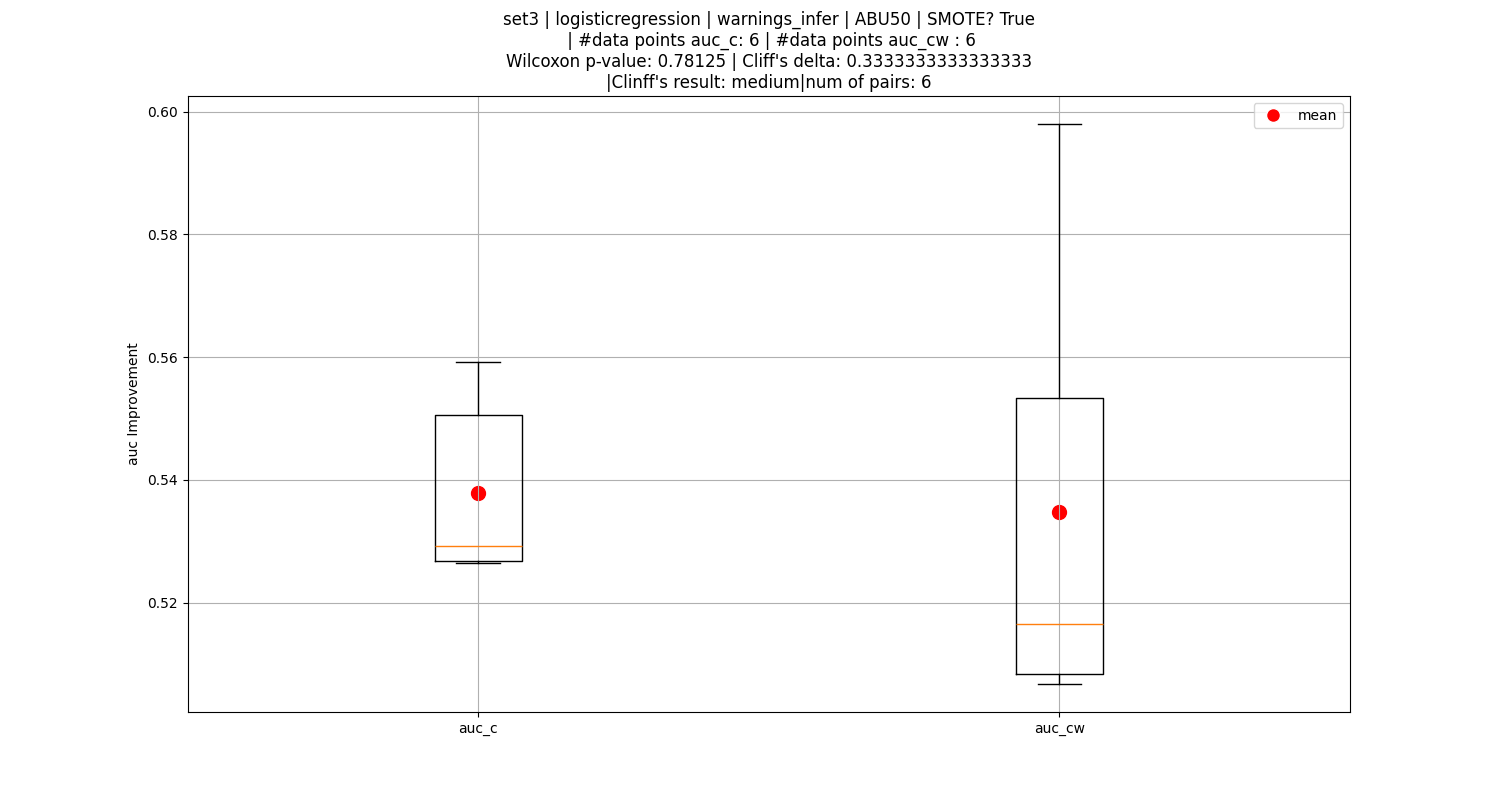 set3 | logisticregression | warnings_infer | ABU50 | SMOTE? True
| #data points auc_c: 6 | #data points auc_cw : 6
Wilcoxon p-value: 0.78125 | Cliff's delta: 0.3333333333333333
|Clinff's result: medium|num of pairs: 6
mean
auc Improvement
0.60
0.58
0.56
0.54
0.52
auc_c
auc_cw